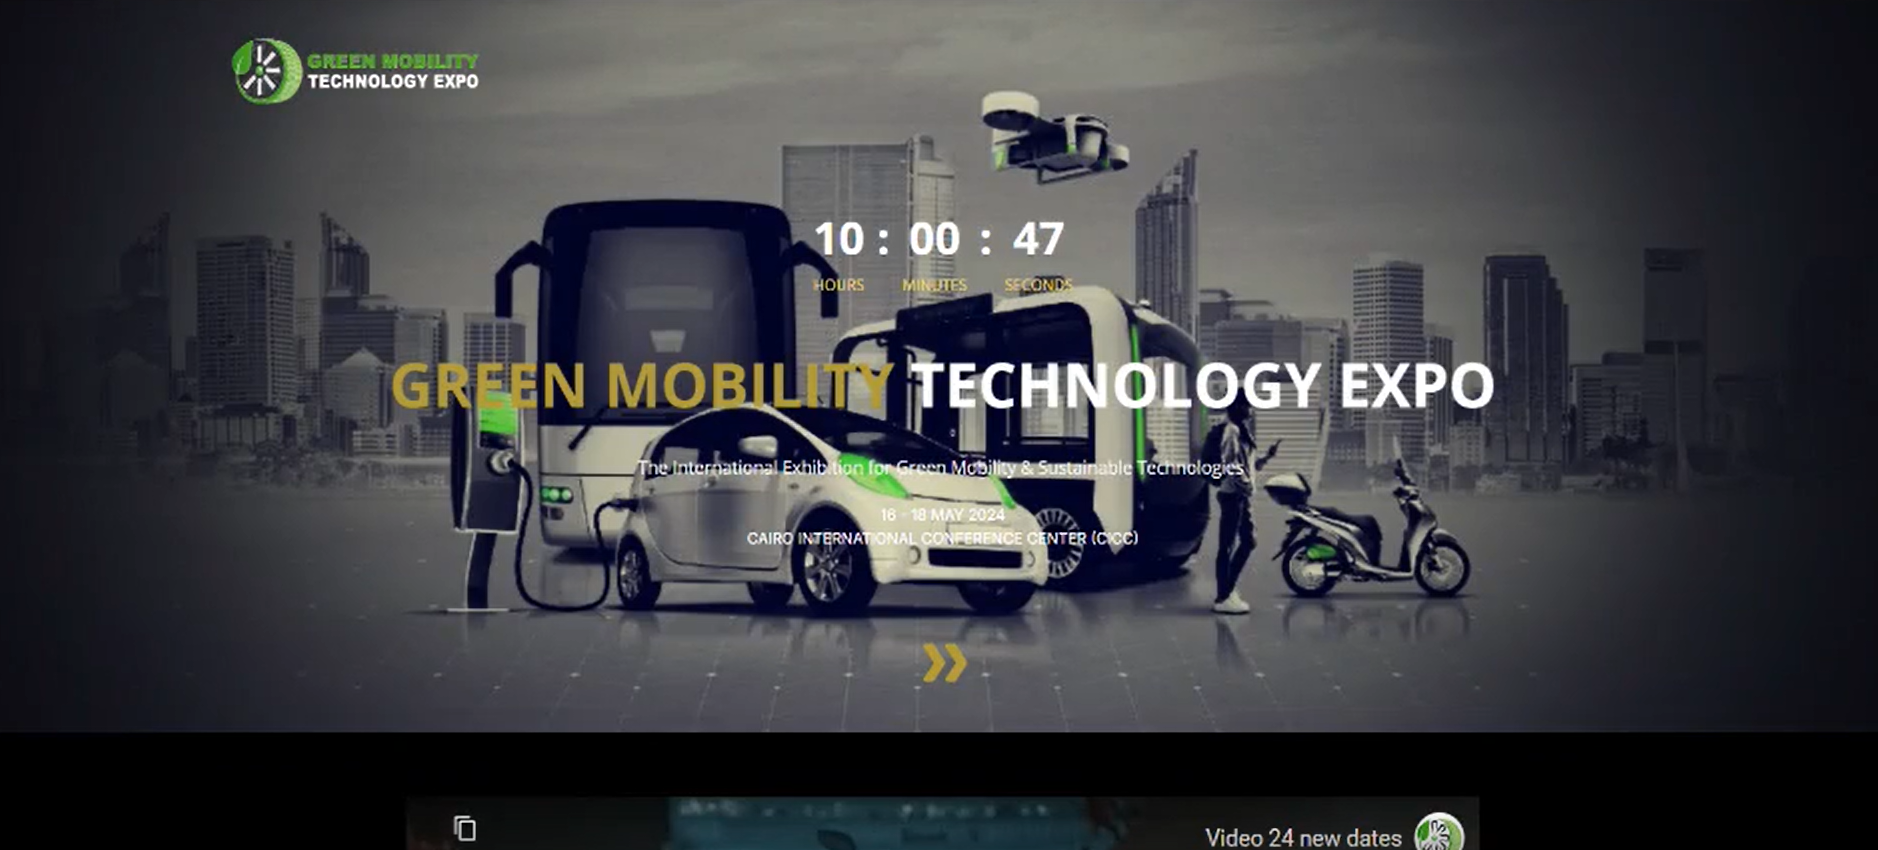 GREEN MOBILITY
TECHNOLOGY EXPO
10 : 00 : 47
HOURS MINUTES SECONDS
GREEN MOBILITY TECHNOLOGY EXPO
The International Exhibition for Green Mobility & Sustainable Technologies
16 - 18 MAY 2024
CAIRO INTERNATIONAL CONFERENCE CENTER (CICC)
Video 24 new dates